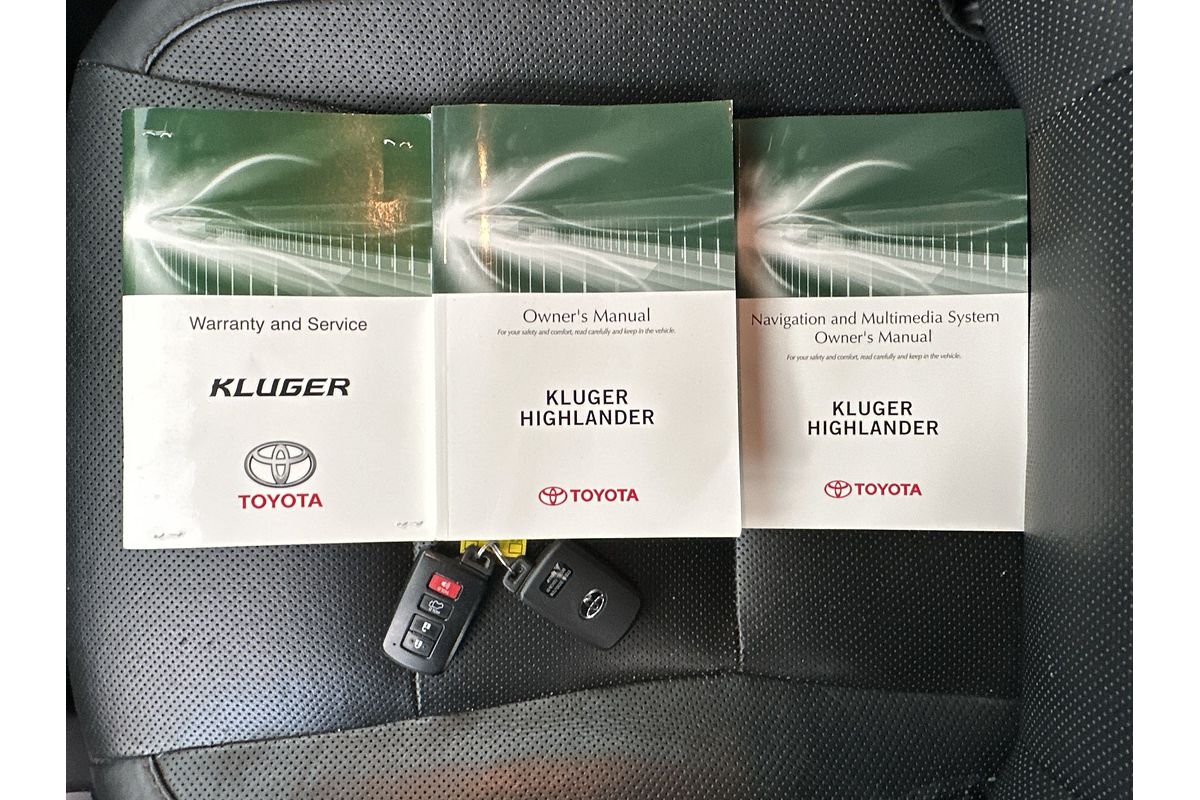 Warranty and Service
KLUGER
TOYOTA
Owner's Manual
For your safety and comfort, read carefully and keep in the vehicle.
KLUGER
HIGHLANDER
TOYOTA
Navigation and Multimedia System
Owner's Manual
For your safety and comfort, read carefully and keep in the vehicle.
KLUGER
HIGHLANDER
TOYOTA